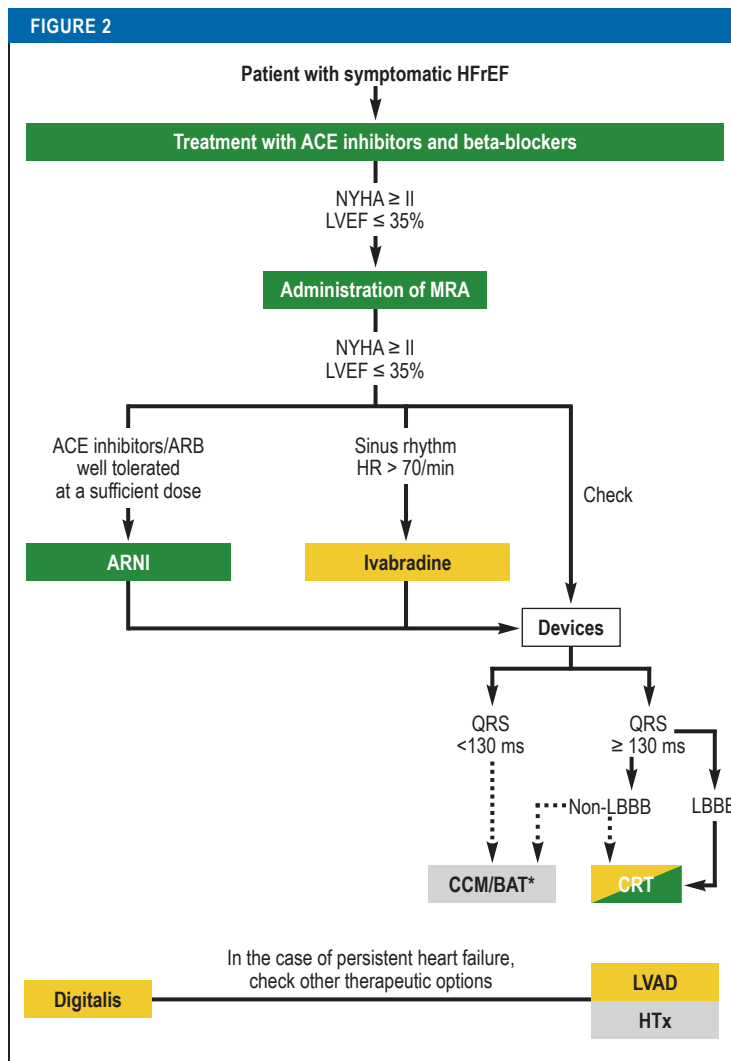 FIGURE 2
Patient with symptomatic HFrEF
Treatment with ACE inhibitors and beta-blockers
NYHA ≥ II
LVEF ≤ 35%
Administration of MRA
NYHA ≥ II
LVEF ≤ 35%
ACE inhibitors/ARB
well tolerated
at a sufficient dose
Sinus rhythm
HR > 70/min
Check
ARNI
Ivabradine
Devices
QRS
<130 ms
QRS
≥ 130 ms
Non-LBBB
LBBB
CCM/BAT*
CRT
In the case of persistent heart failure,
check other therapeutic options
Digitalis
LVAD
HTx